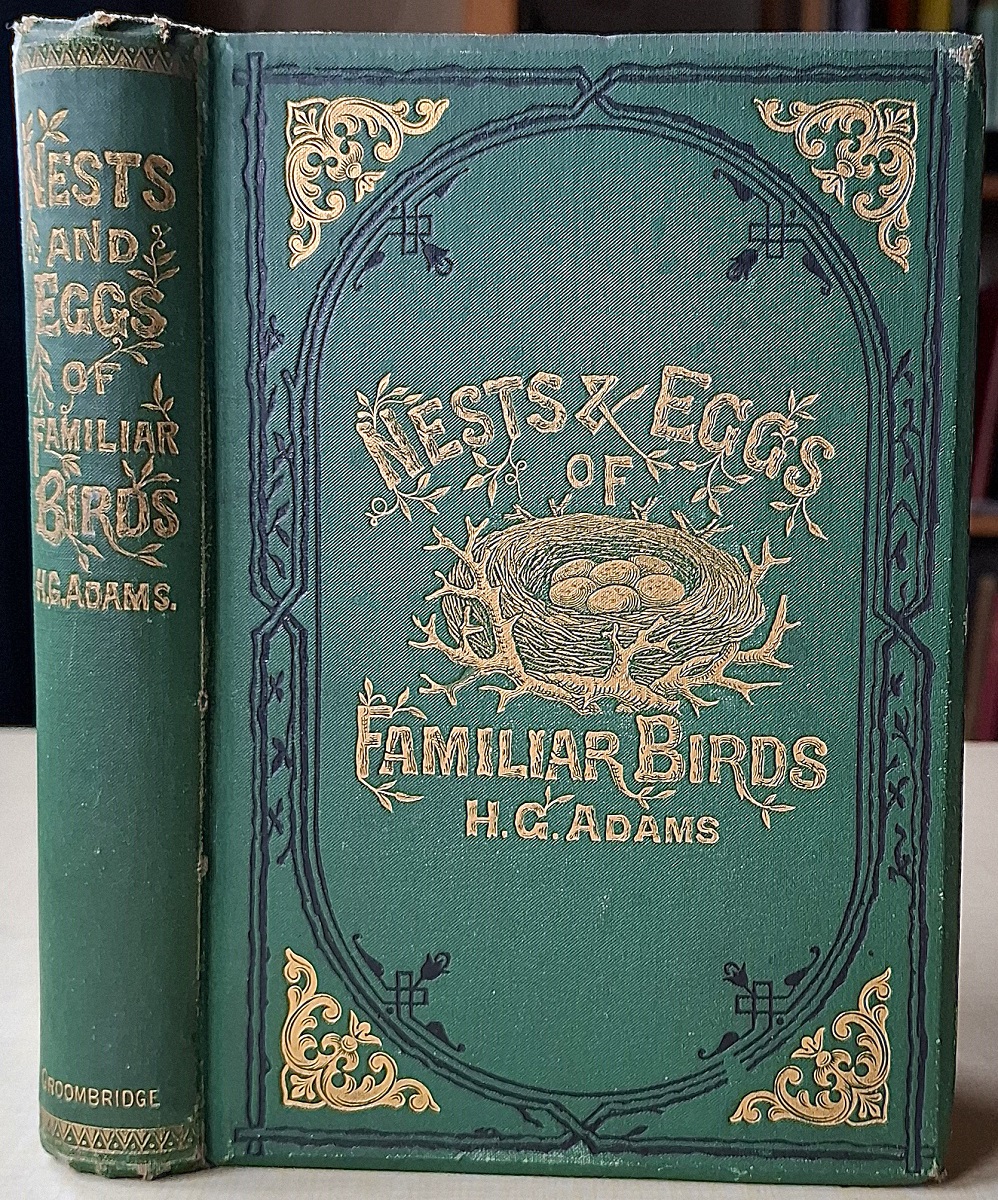 NESTS
AND
EGGS
OF
FAMILIAR
BIRDS
H.G. ADAMS.
GROOMBRIDGE
NESTS & EGGS
OF
FAMILIAR BIRDS
H. G. ADAMS